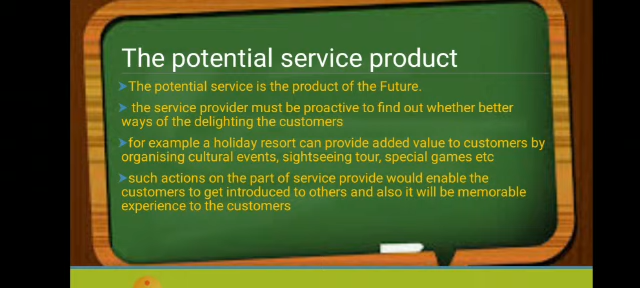 The potential service product
➤The potential service is the product of the Future.
➤ the service provider must be proactive to find out whether better
ways of the delighting the customers
➤for example a holiday resort can provide added value to customers by
organising cultural events, sightseeing tour, special games etc
➤such actions on the part of service provide would enable the
customers to get introduced to others and also it will be memorable
experience to the customers